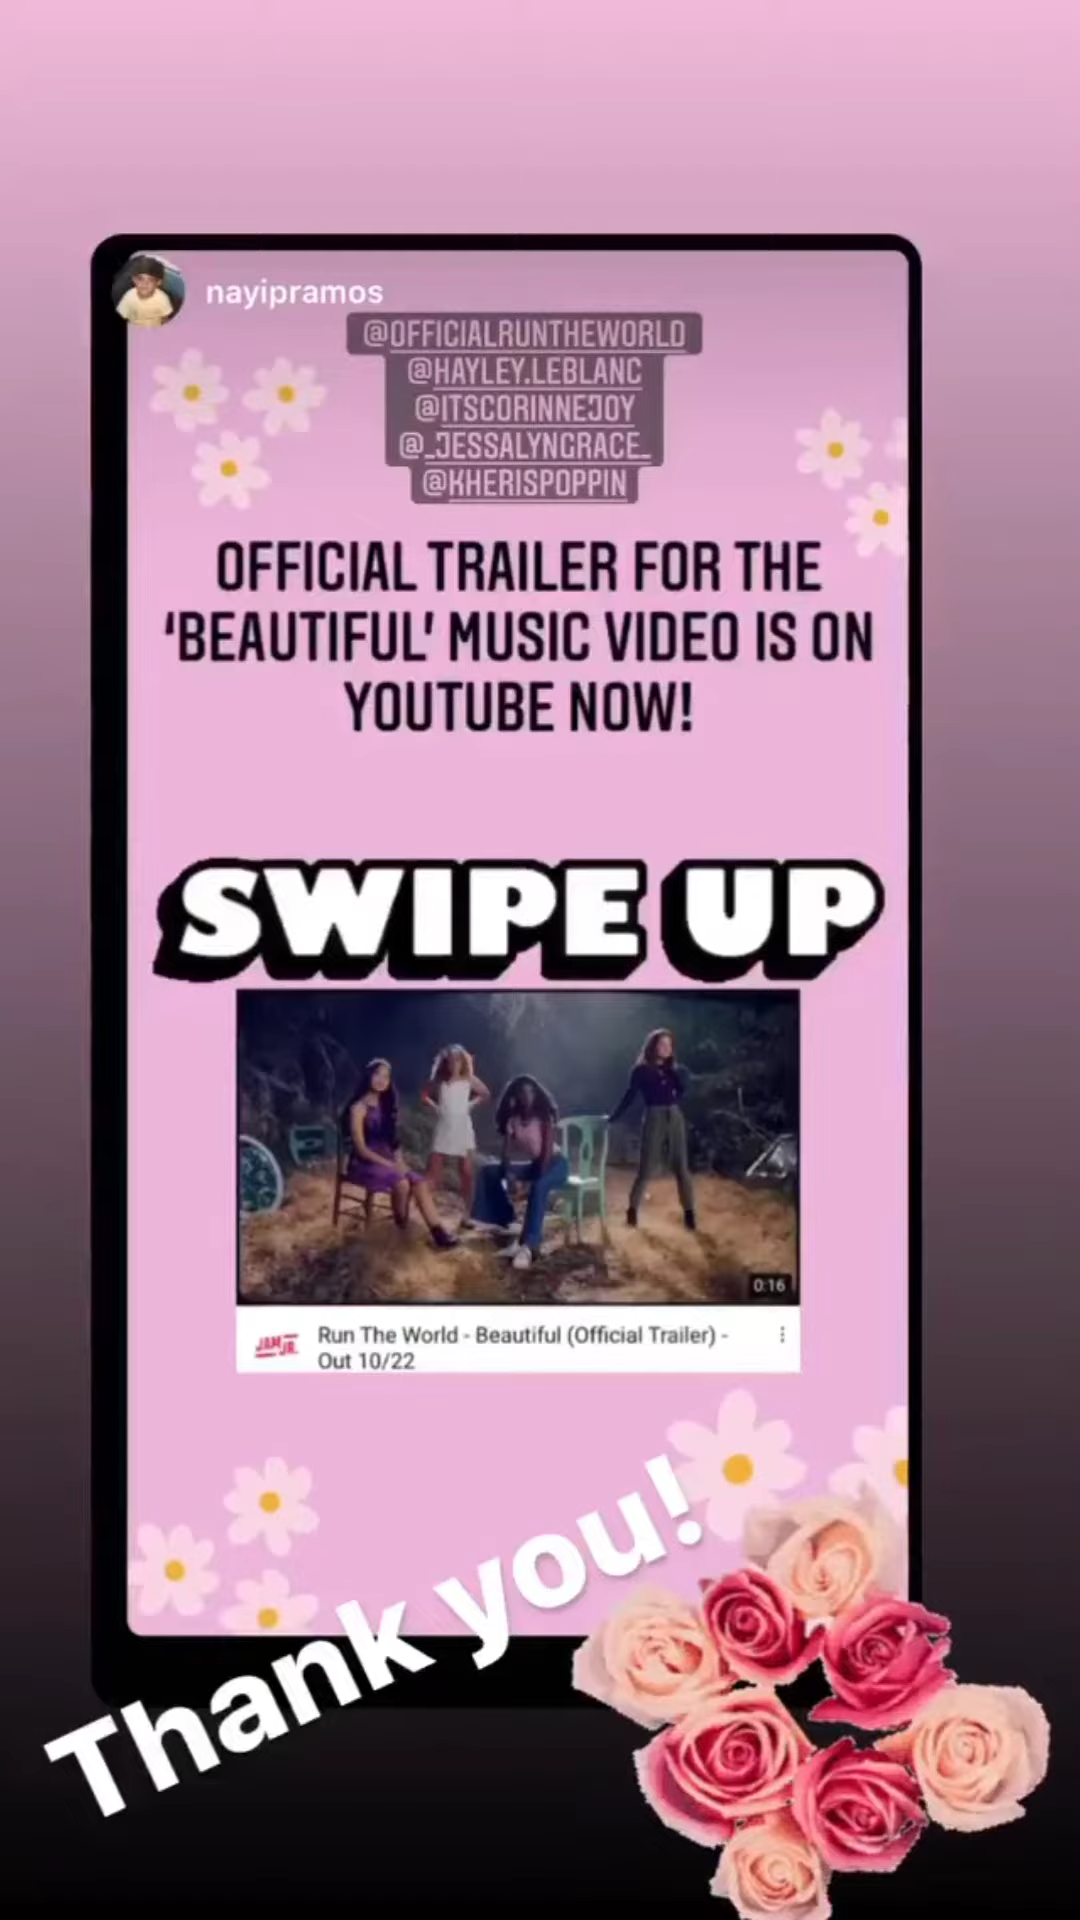 nayipramos
@OFFICIALRUNTHEWORLD
@HAYLEY.LEBLANC
@ITSCORINNEJOY
@_JESSALYNGRACE_
@KHERISPOPPIN
OFFICIAL TRAILER FOR THE
‘BEAUTIFUL’ MUSIC VIDEO IS ON
YOUTUBE NOW!
SWIPE UP
0:16
JAM JR.
Run The World - Beautiful (Official Trailer) -
Out 10/22
Thank you!